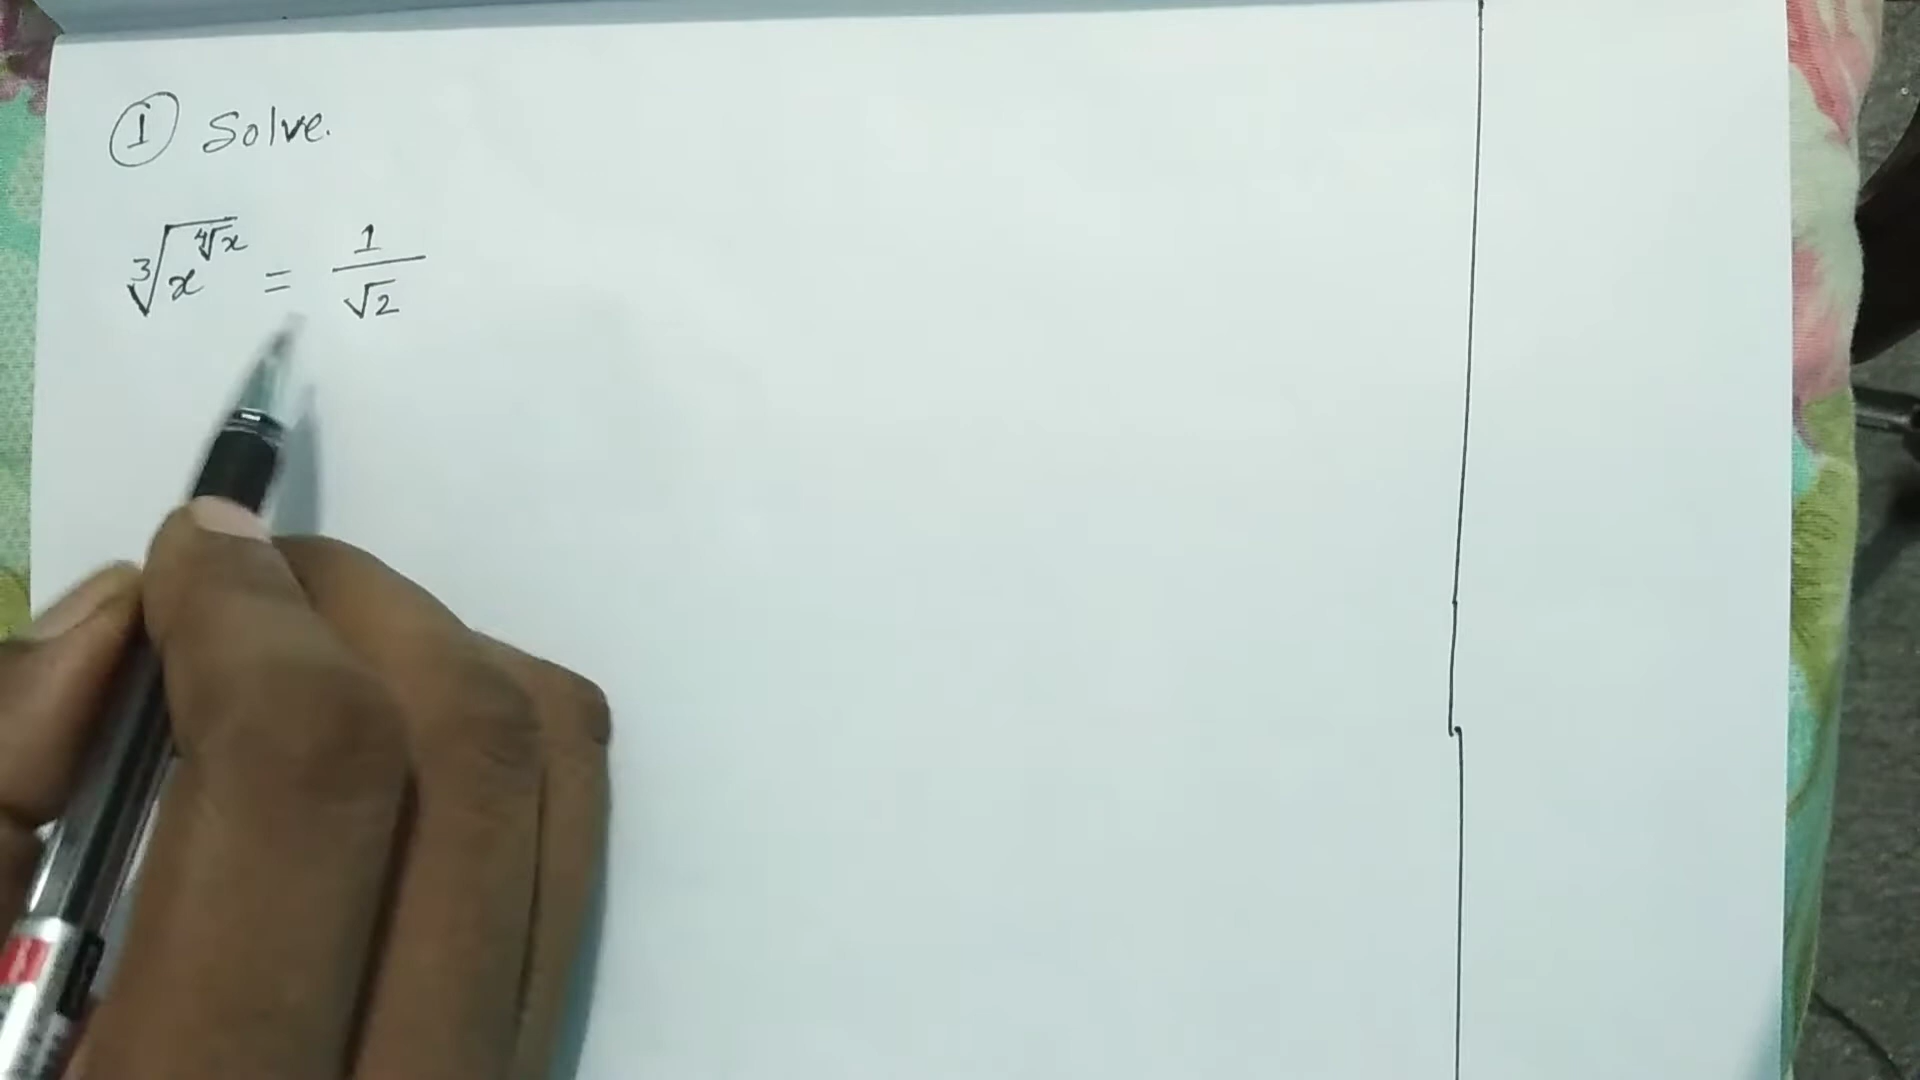 ① Solve.
∛(x^(∜x)) = 1/√2